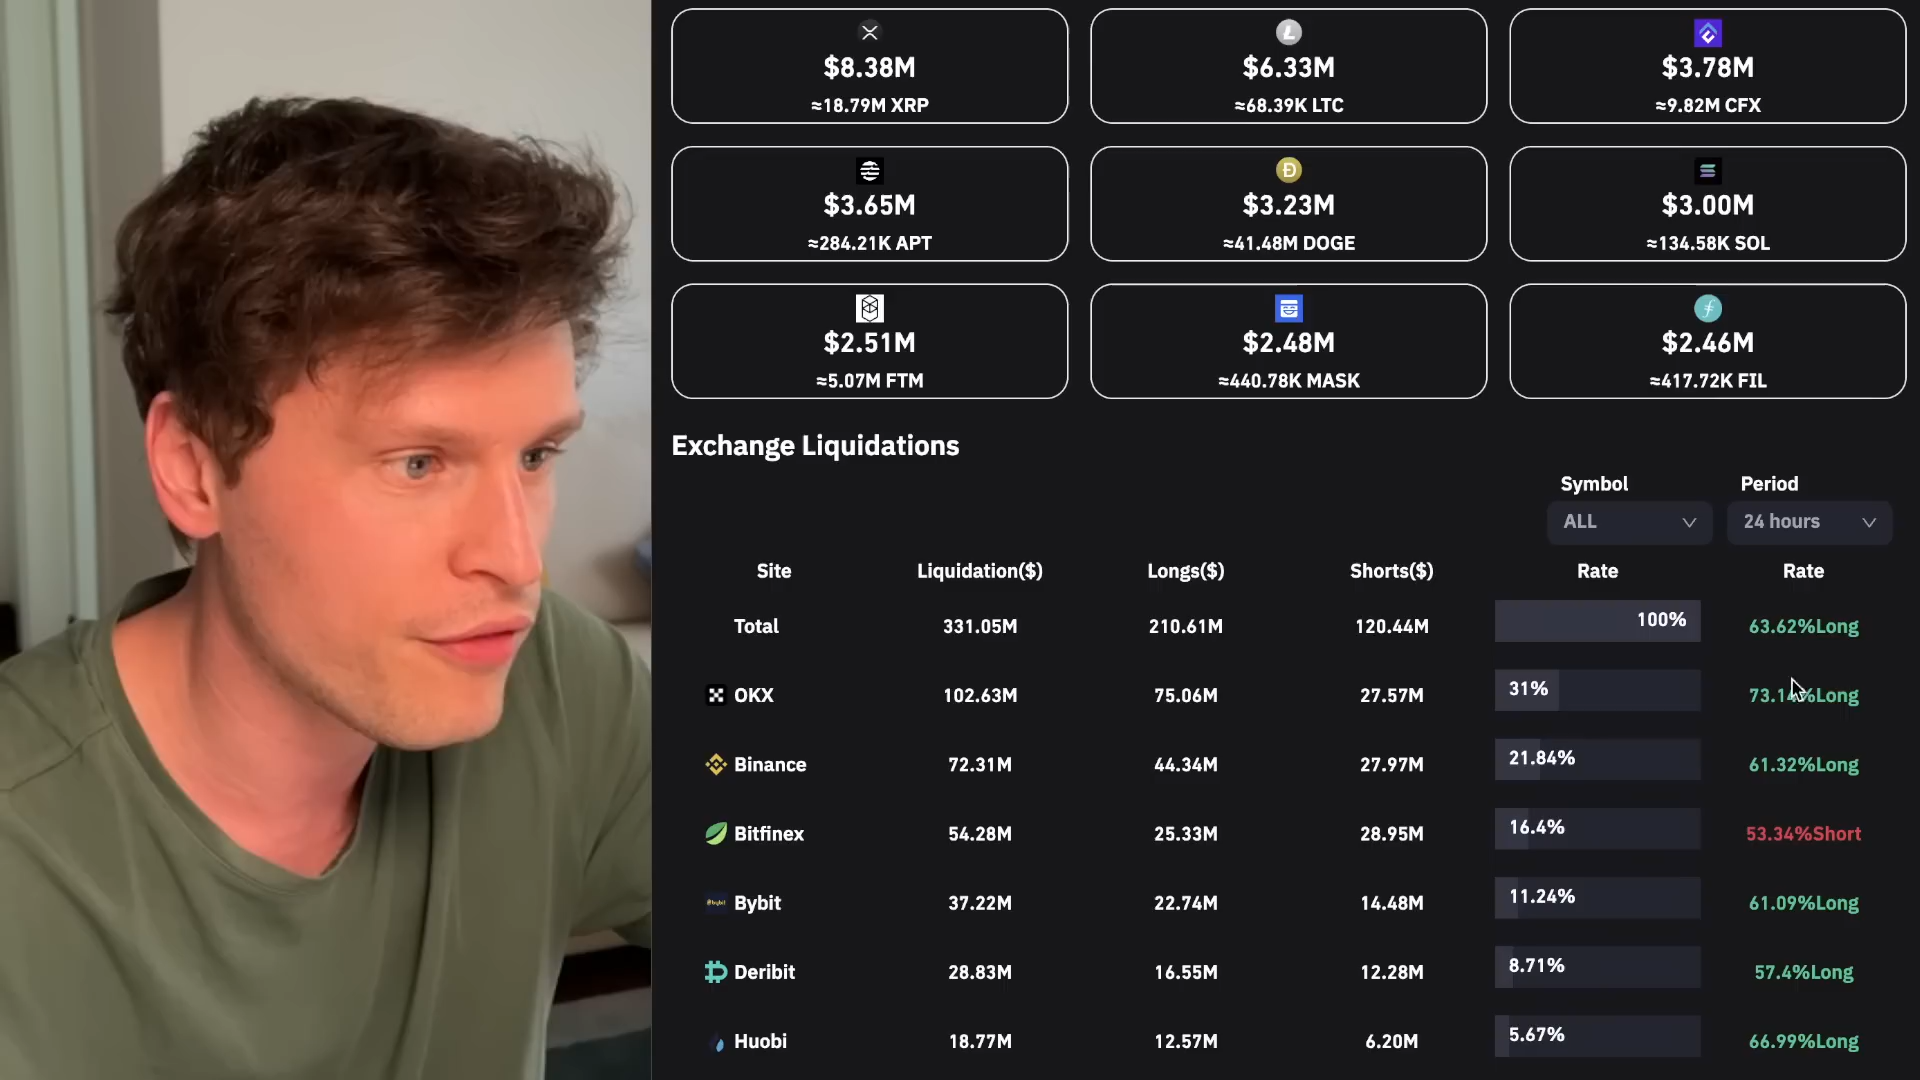 $8.38M
≈18.79M XRP
$6.33M
≈68.39K LTC
$3.78M
≈9.82M CFX
$3.65M
≈284.21K APT
$3.23M
≈41.48M DOGE
$3.00M
≈134.58K SOL
$2.51M
≈5.07M FTM
$2.48M
≈440.78K MASK
$2.46M
≈417.72K FIL
Exchange Liquidations
Symbol Period
ALL 24 hours
Site Liquidation($) Longs($) Shorts($) Rate Rate
Total 331.05M 210.61M 120.44M 100% 63.62%Long
OKX 102.63M 75.06M 27.57M 31%
Binance 72.31M 44.34M 27.97M 21.84% 61.32%Long
Bitfinex 54.28M 25.33M 28.95M 16.4% 53.34%Short
Bybit 37.22M 22.74M 14.48M 11.24% 61.09%Long
Deribit 28.83M 16.55M 12.28M 8.71% 57.4%Long
Huobi 18.77M 12.57M 6.20M 5.67% 66.99%Long